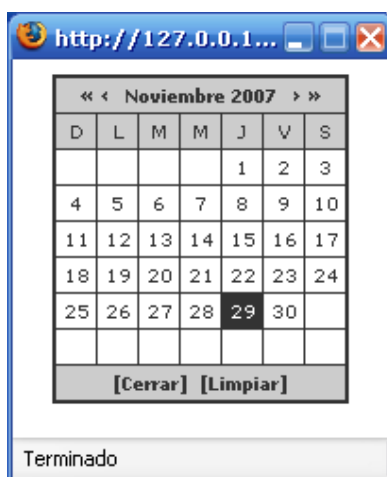 http://127.0.0.1...
« ‹ Noviembre 2007 › »
D L M M J V S
1 2 3
4 5 6 7 8 9 10
11 12 13 14 15 16 17
18 19 20 21 22 23 24
25 26 27 28 29 30
[Cerrar] [Limpiar]
Terminado